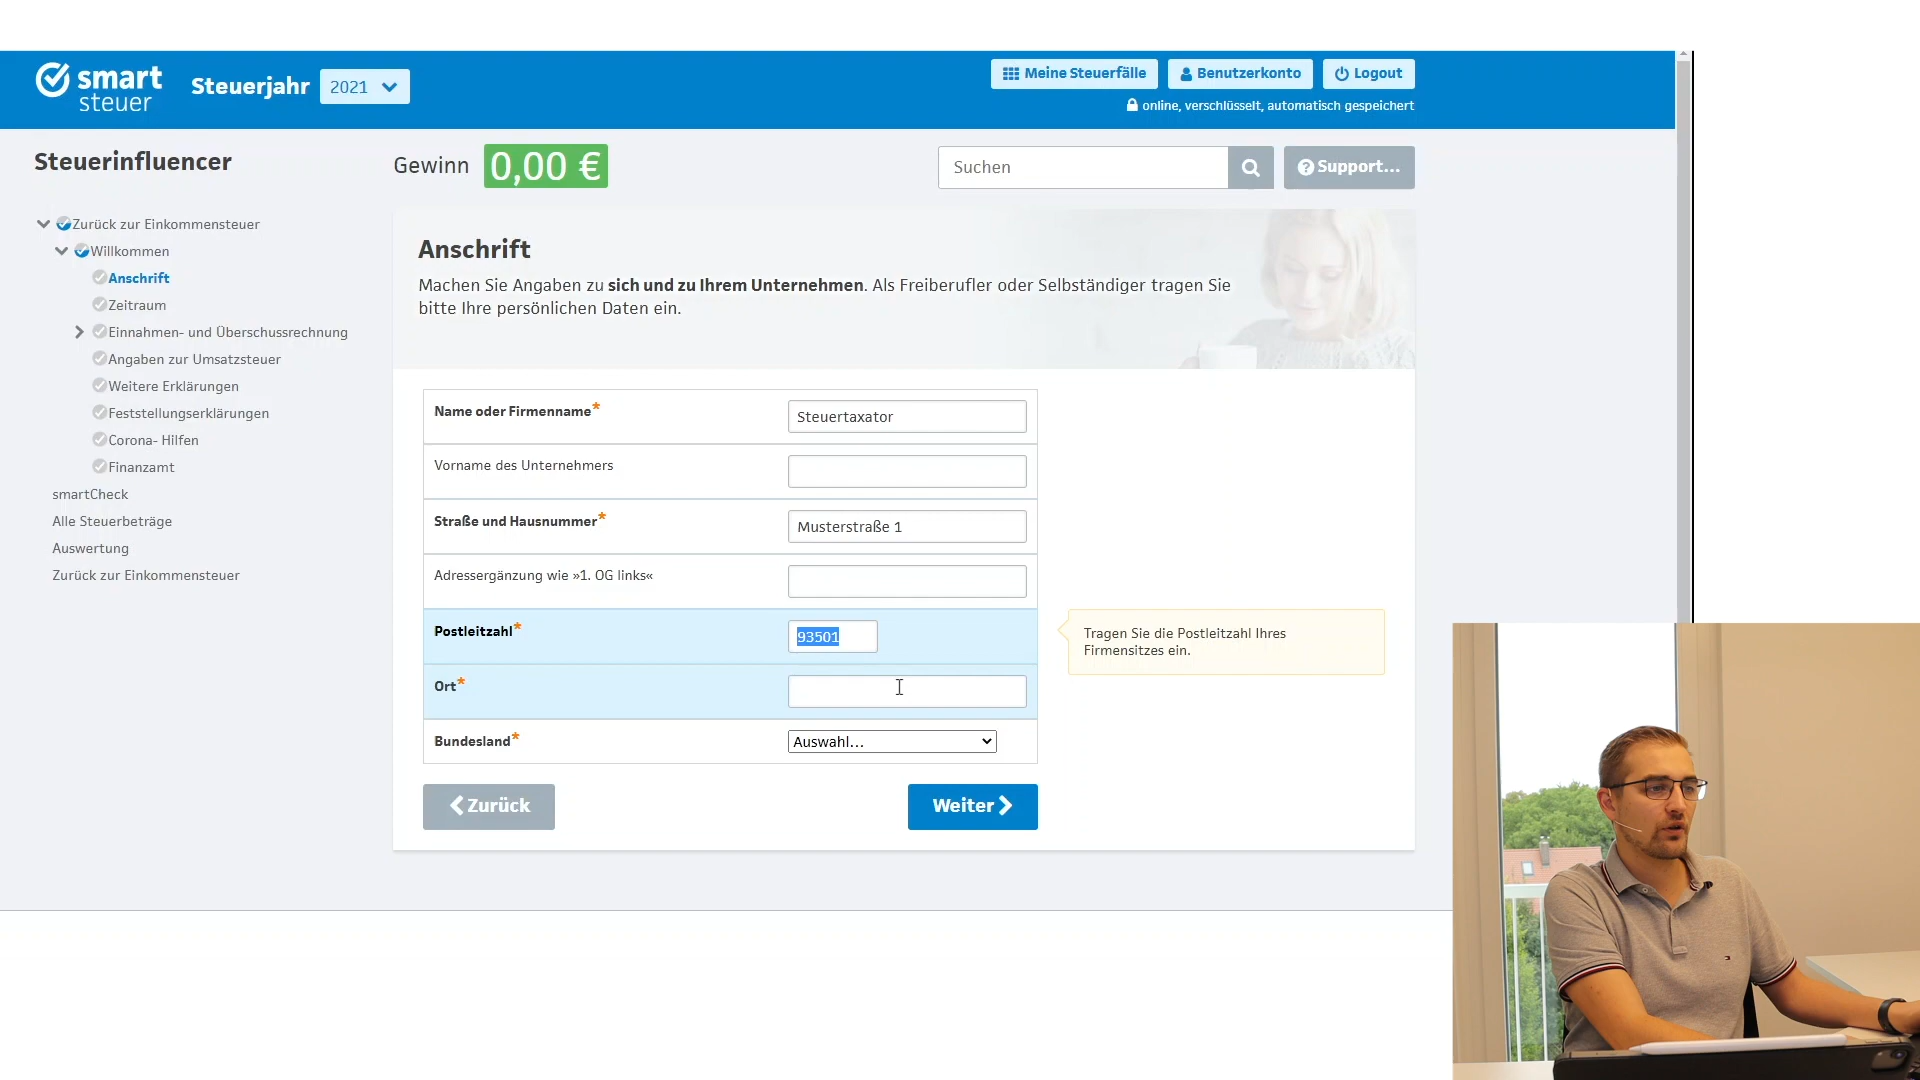 smart
steuer
Steuerjahr
2021
Meine Steuerfälle
Benutzerkonto
Logout
online, verschlüsselt, automatisch gespeichert
Steuerinfluencer
Gewinn
0,00 €
Suchen
Support...
Zurück zur Einkommensteuer
Willkommen
Anschrift
Zeitraum
Einnahmen- und Überschussrechnung
Angaben zur Umsatzsteuer
Weitere Erklärungen
Feststellungserklärungen
Corona- Hilfen
Finanzamt
smartCheck
Alle Steuerbeträge
Auswertung
Zurück zur Einkommensteuer
Anschrift
Machen Sie Angaben zu sich und zu Ihrem Unternehmen. Als Freiberufler oder Selbständiger tragen Sie
bitte Ihre persönlichen Daten ein.
Name oder Firmenname*
Steuertaxator
Vorname des Unternehmers
Straße und Hausnummer*
Musterstraße 1
Adressergänzung wie »1. OG links«
Postleitzahl*
93501
Tragen Sie die Postleitzahl Ihres
Firmensitzes ein.
Ort*
Bundesland*
Auswahl...
Zurück
Weiter